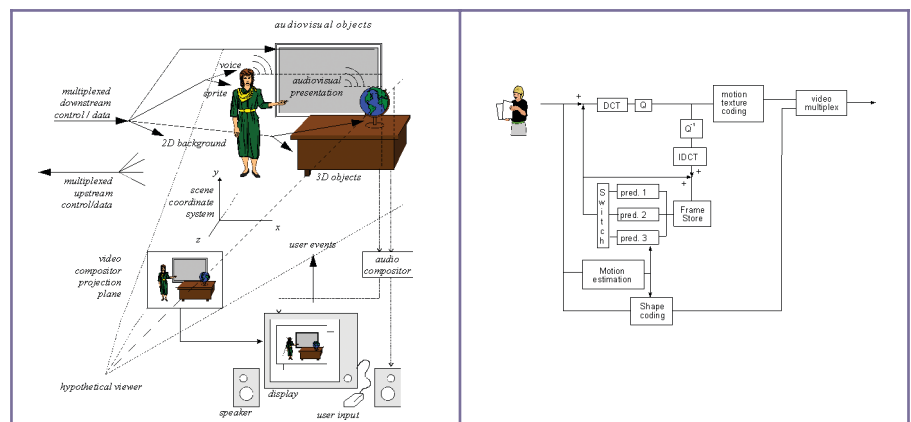 audiovisual objects
voice
sprite
audiovisual
presentation
multiplexed
downstream
control / data
2D background
3D objects
multiplexed
upstream
control/data
y
scene
coordinate
system
x
z
user events
audio
compositor
video
compositor
projection
plane
hypothetical viewer
display
speaker
user input
+
DCT
Q
motion
texture
coding
video
multiplex
Q⁻¹
IDCT
+
+
Switch
pred. 1
pred. 2
pred. 3
Frame
Store
Motion
estimation
Shape
coding